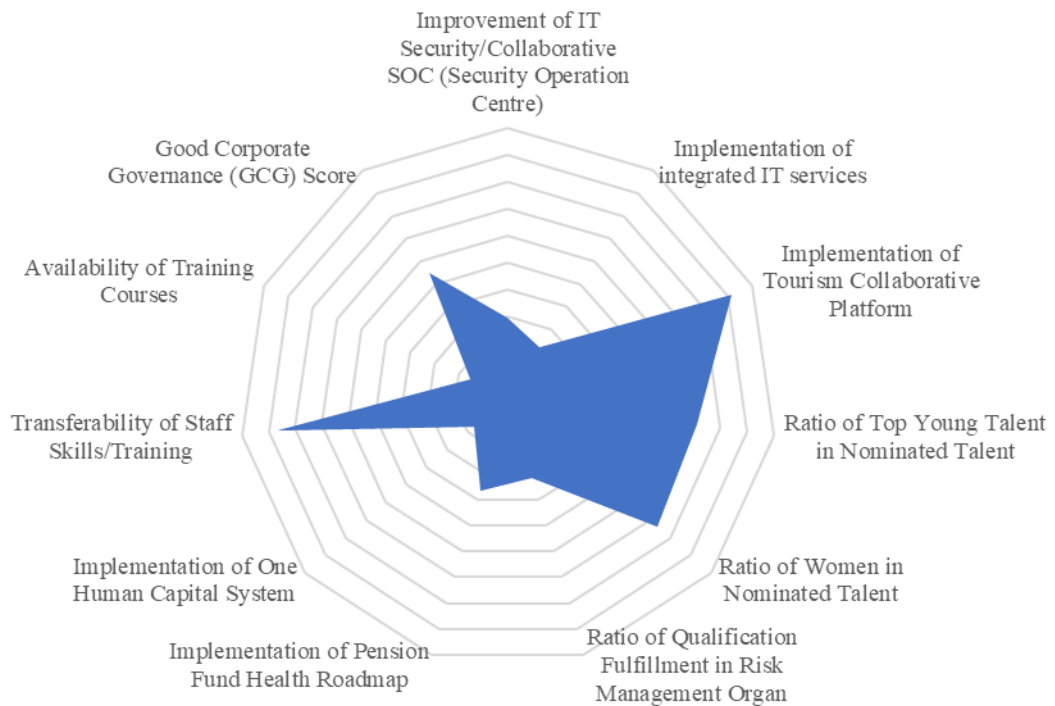 Improvement of IT
Security/Collaborative
SOC (Security Operation
Centre)
Implementation of
integrated IT services
Implementation of
Tourism Collaborative
Platform
Ratio of Top Young Talent
in Nominated Talent
Ratio of Women in
Nominated Talent
Ratio of Qualification
Fulfillment in Risk
Management Organ
Implementation of Pension
Fund Health Roadmap
Implementation of One
Human Capital System
Transferability of Staff
Skills/Training
Availability of Training
Courses
Good Corporate
Governance (GCG) Score